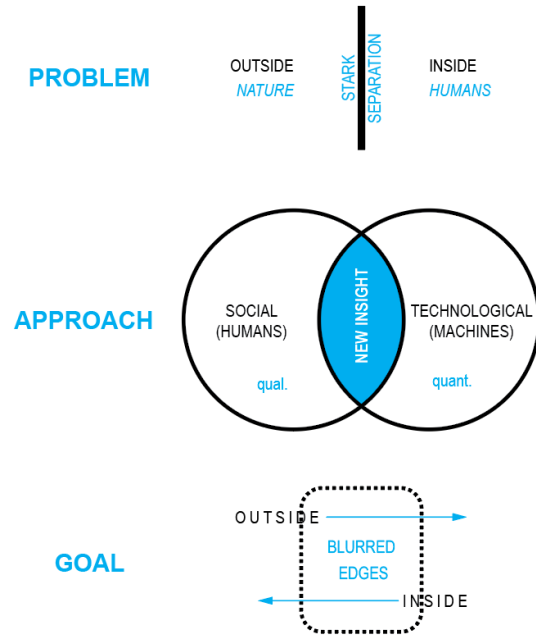 PROBLEM
OUTSIDE
NATURE
STARK
SEPARATION
INSIDE
HUMANS
APPROACH
SOCIAL
(HUMANS)
qual.
NEW INSIGHT
TECHNOLOGICAL
(MACHINES)
quant.
GOAL
OUTSIDE
BLURRED
EDGES
INSIDE